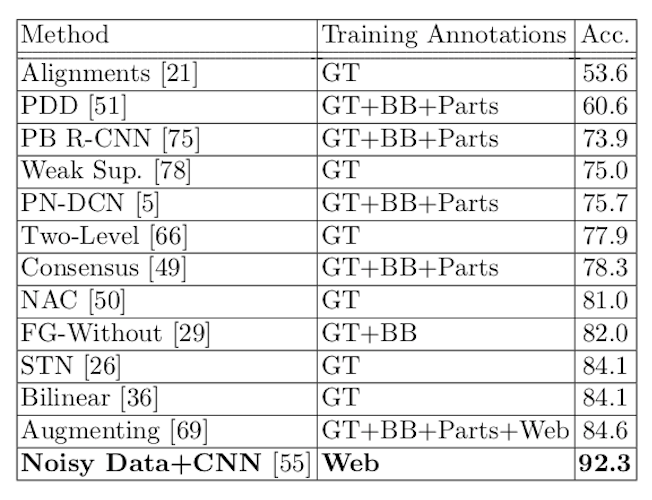 Method Training Annotations Acc.
Alignments [21] GT 53.6
PDD [51] GT+BB+Parts 60.6
PB R-CNN [75] GT+BB+Parts 73.9
Weak Sup. [78] GT 75.0
PN-DCN [5] GT+BB+Parts 75.7
Two-Level [66] GT 77.9
Consensus [49] GT+BB+Parts 78.3
NAC [50] GT 81.0
FG-Without [29] GT+BB 82.0
STN [26] GT 84.1
Bilinear [36] GT 84.1
Augmenting [69] GT+BB+Parts+Web 84.6
Noisy Data+CNN [55] Web 92.3